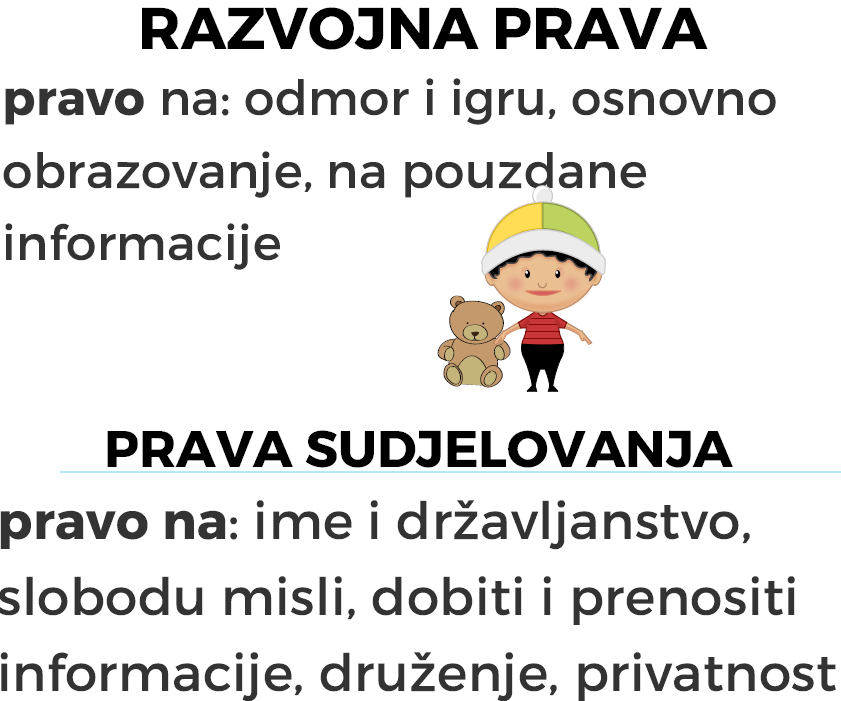 RAZVOJNA PRAVA
pravo na: odmor i igru, osnovno
obrazovanje, na pouzdane
informacije
PRAVA SUDJELOVANJA
pravo na: ime i državljanstvo,
slobodu misli, dobiti i prenositi
informacije, druženje, privatnost